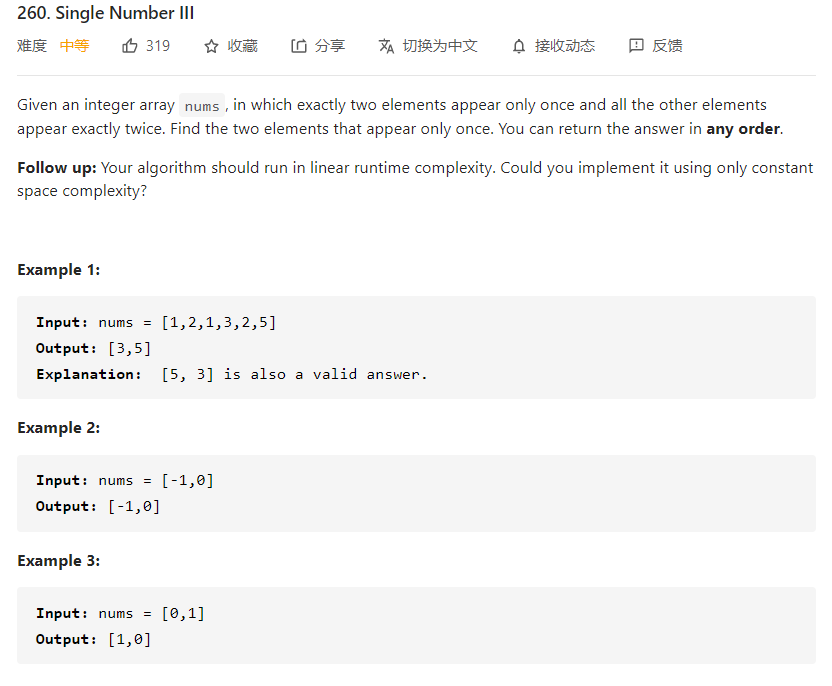 260. Single Number III
难度 中等 319 收藏 分享 切换为中文 接收动态 反馈
Given an integer array nums , in which exactly two elements appear only once and all the other elements
appear exactly twice. Find the two elements that appear only once. You can return the answer in any order.
Follow up: Your algorithm should run in linear runtime complexity. Could you implement it using only constant
space complexity?
Example 1:
Input: nums = [1,2,1,3,2,5]
Output: [3,5]
Explanation:  [5, 3] is also a valid answer.
Example 2:
Input: nums = [-1,0]
Output: [-1,0]
Example 3:
Input: nums = [0,1]
Output: [1,0]